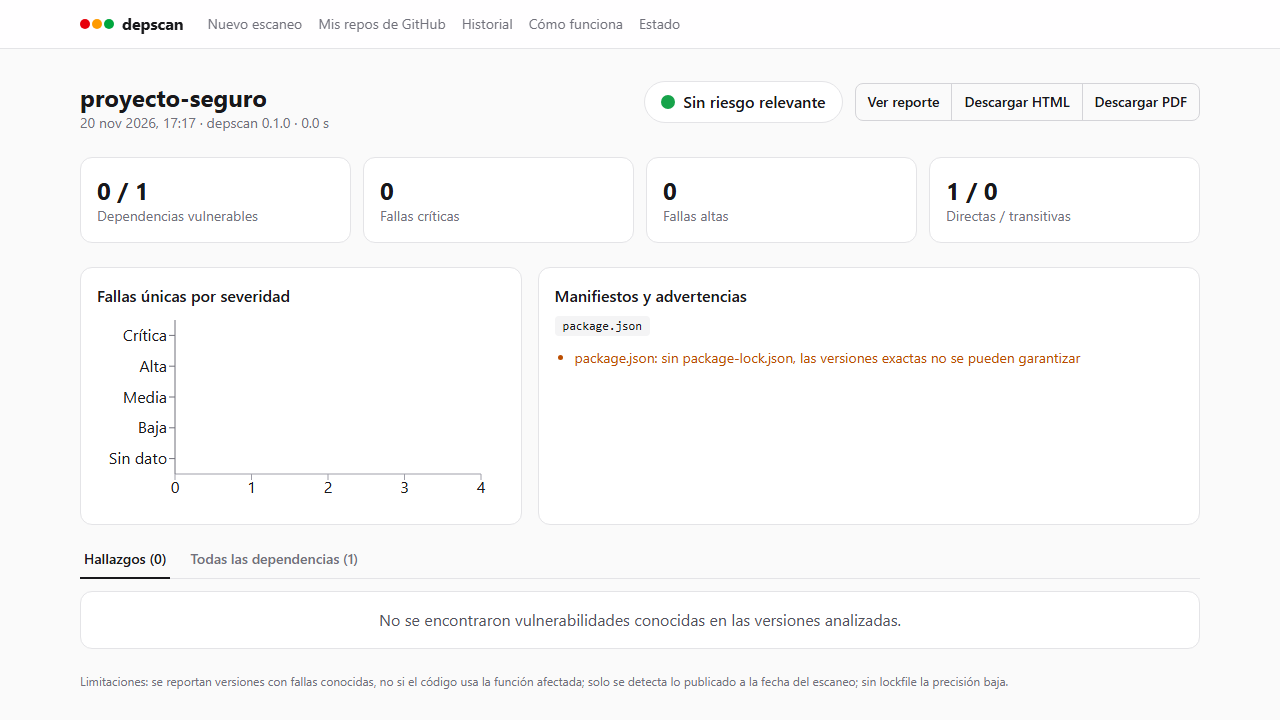 depscan Nuevo escaneo Mis repos de GitHub Historial Cómo funciona Estado
proyecto-seguro
20 nov 2026, 17:17 · depscan 0.1.0 · 0.0 s
Sin riesgo relevante
Ver reporte Descargar HTML Descargar PDF
0 / 1
Dependencias vulnerables
0
Fallas críticas
0
Fallas altas
1 / 0
Directas / transitivas
Fallas únicas por severidad
Crítica
Alta
Media
Baja
Sin dato
0 1 2 3 4
Manifiestos y advertencias
package.json
package.json: sin package-lock.json, las versiones exactas no se pueden garantizar
Hallazgos (0) Todas las dependencias (1)
No se encontraron vulnerabilidades conocidas en las versiones analizadas.
Limitaciones: se reportan versiones con fallas conocidas, no si el código usa la función afectada; solo se detecta lo publicado a la fecha del escaneo; sin lockfile la precisión baja.